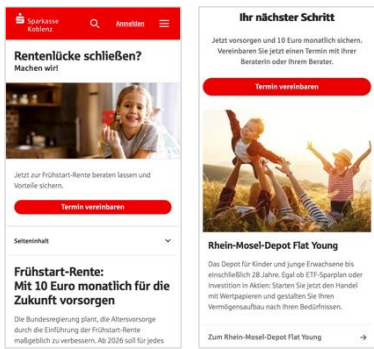 Sparkasse
Koblenz
Anmelden
Rentenlücke schließen?
Machen wir!
Jetzt zur Frühstart-Rente beraten lassen und
Vorteile sichern.
Termin vereinbaren
Seiteninhalt
Frühstart-Rente:
Mit 10 Euro monatlich für die
Zukunft vorsorgen
Die Bundesregierung plant, die Altersvorsorge
durch die Einführung der Frühstart-Rente
maßgeblich zu verbessern. Ab 2026 soll für jedes
Ihr nächster Schritt
Jetzt vorsorgen und 10 Euro monatlich sichern.
Vereinbaren Sie jetzt einen Termin mit Ihrer
Beraterin oder Ihrem Berater.
Termin vereinbaren
Rhein-Mosel-Depot Flat Young
Das Depot für Kinder und junge Erwachsene bis
einschließlich 28 Jahre. Egal ob ETF-Sparplan oder
Investition in Aktien: Starten Sie jetzt den Handel
mit Wertpapieren und gestalten Sie Ihren
Vermögensaufbau nach Ihren Bedürfnissen.
Zum Rhein-Mosel-Depot Flat Young